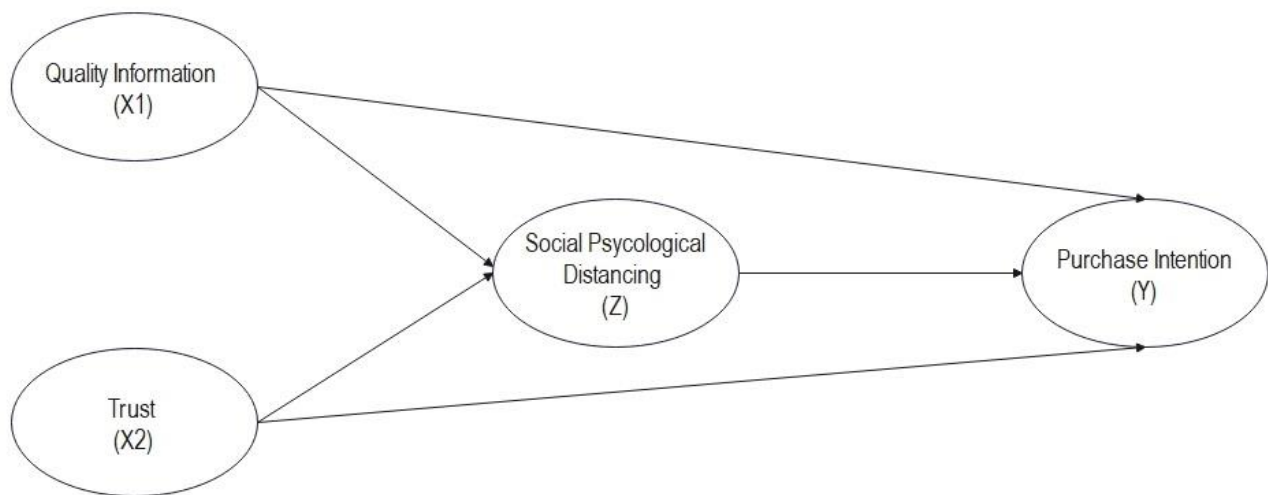 Quality Information
(X1)
Social Psycological
Distancing
(Z)
Purchase Intention
(Y)
Trust
(X2)